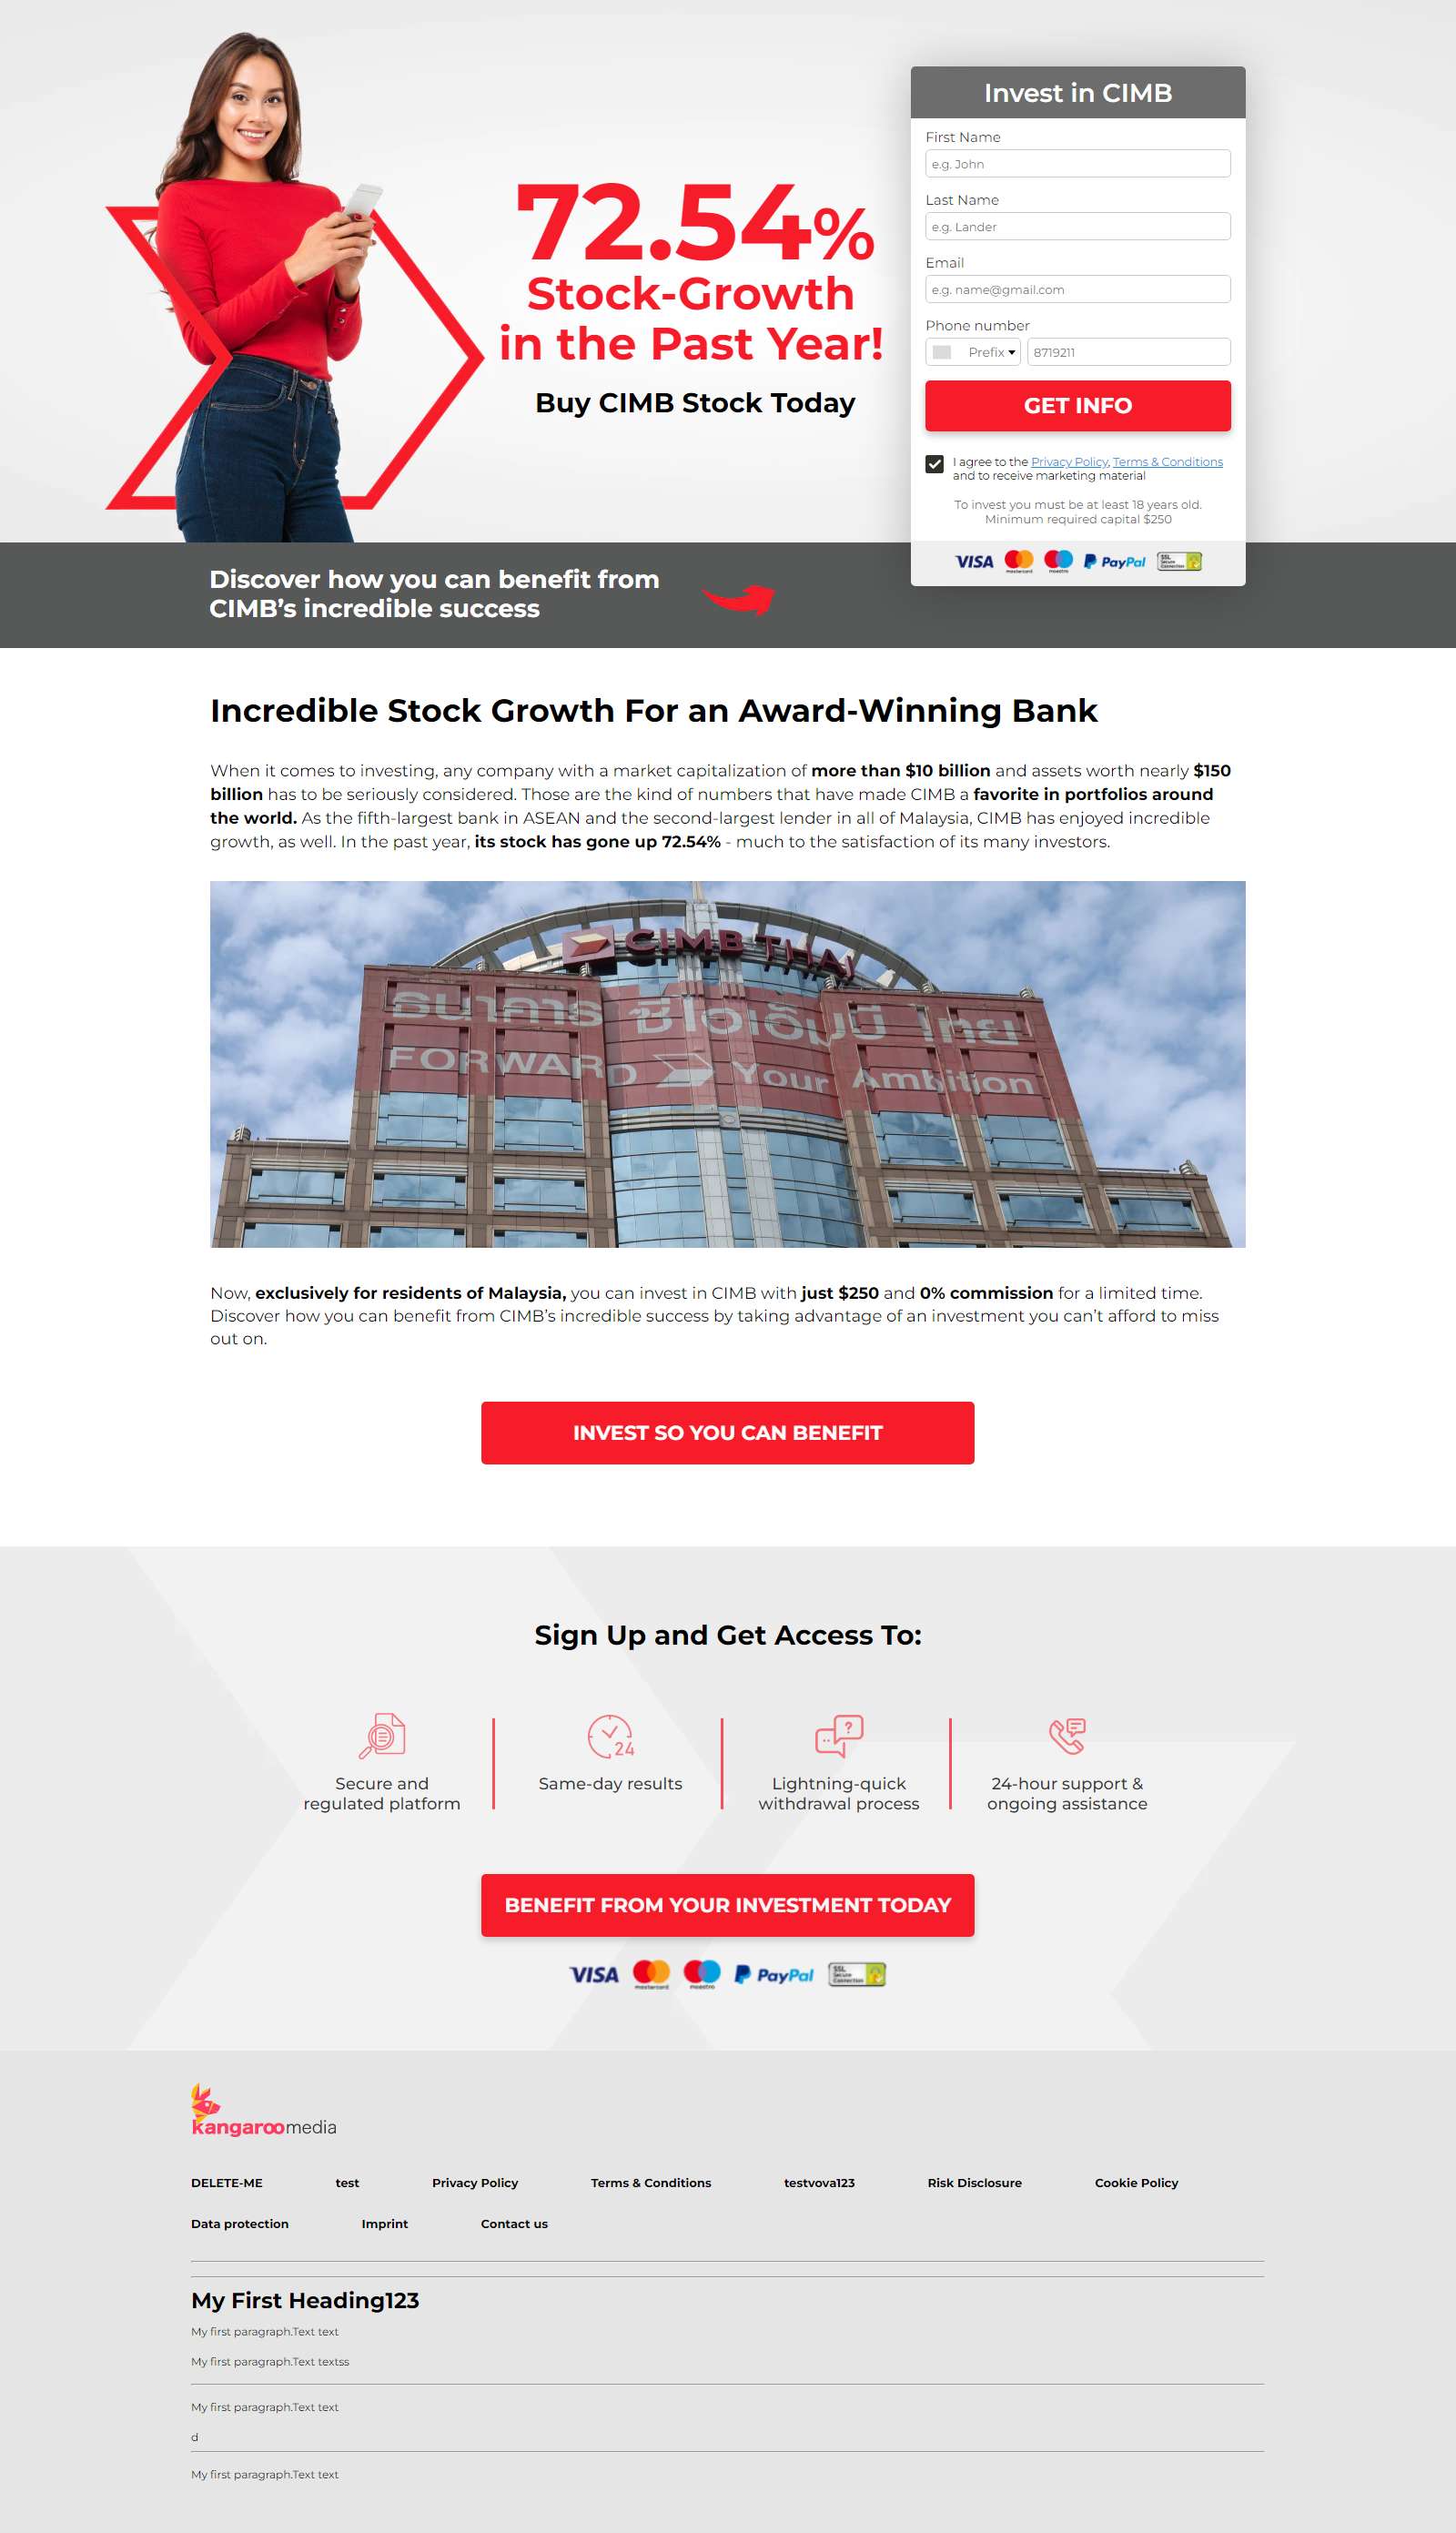 Invest in CIMB
First Name
e.g. John
Last Name
e.g. Lander
Email
e.g. name@gmail.com
Phone number
Prefix
8719211
GET INFO
I agree to the Privacy Policy, Terms & Conditions
and to receive marketing material
To invest you must be at least 18 years old.
Minimum required capital $250
VISA mastercard maestro PayPal SSL Secure Connection
72.54%
Stock-Growth
in the Past Year!
Buy CIMB Stock Today
Discover how you can benefit from
CIMB’s incredible success
Incredible Stock Growth For an Award-Winning Bank
When it comes to investing, any company with a market capitalization of more than $10 billion and assets worth nearly $150
billion has to be seriously considered. Those are the kind of numbers that have made CIMB a favorite in portfolios around
the world. As the fifth-largest bank in ASEAN and the second-largest lender in all of Malaysia, CIMB has enjoyed incredible
growth, as well. In the past year, its stock has gone up 72.54% - much to the satisfaction of its many investors.
CIMB THAI
ธนาคาร ซีไอเอ็มบี ไทย
FORWARD Your Ambition
Now, exclusively for residents of Malaysia, you can invest in CIMB with just $250 and 0% commission for a limited time.
Discover how you can benefit from CIMB’s incredible success by taking advantage of an investment you can’t afford to miss
out on.
INVEST SO YOU CAN BENEFIT
Sign Up and Get Access To:
Secure and
regulated platform
24
Same-day results
?
Lightning-quick
withdrawal process
24-hour support &
ongoing assistance
BENEFIT FROM YOUR INVESTMENT TODAY
VISA mastercard maestro PayPal SSL Secure Connection
kangaroomedia
DELETE-ME test Privacy Policy Terms & Conditions testvova123 Risk Disclosure Cookie Policy
Data protection Imprint Contact us
My First Heading123
My first paragraph.Text text
My first paragraph.Text textss
My first paragraph.Text text
d
My first paragraph.Text text